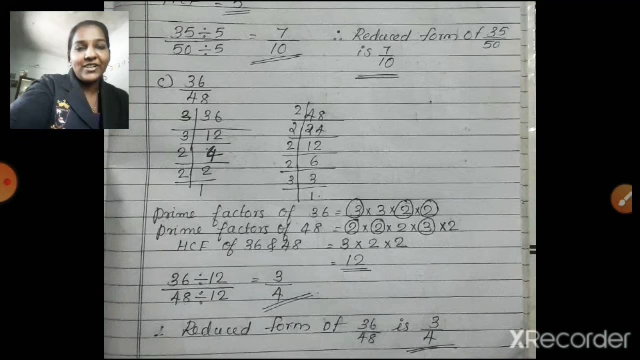 HCF = 5
35÷5 / 50÷5 = 7/10 ∴ Reduced form of 35/50
is 7/10
c) 36/48
3 | 36 2 | 48
3 | 12 2 | 24
2 | 4 2 | 12
2 | 2 2 | 6
1 3 | 3
1
prime factors of 36 = 3 x 3 x 2 x 2
prime factors of 48 = 2 x 2 x 2 x 3 x 2
HCF of 36 & 48 = 3 x 2 x 2
= 12
36÷12 / 48÷12 = 3/4
∴ Reduced form of 36/48 is 3/4
XRecorder